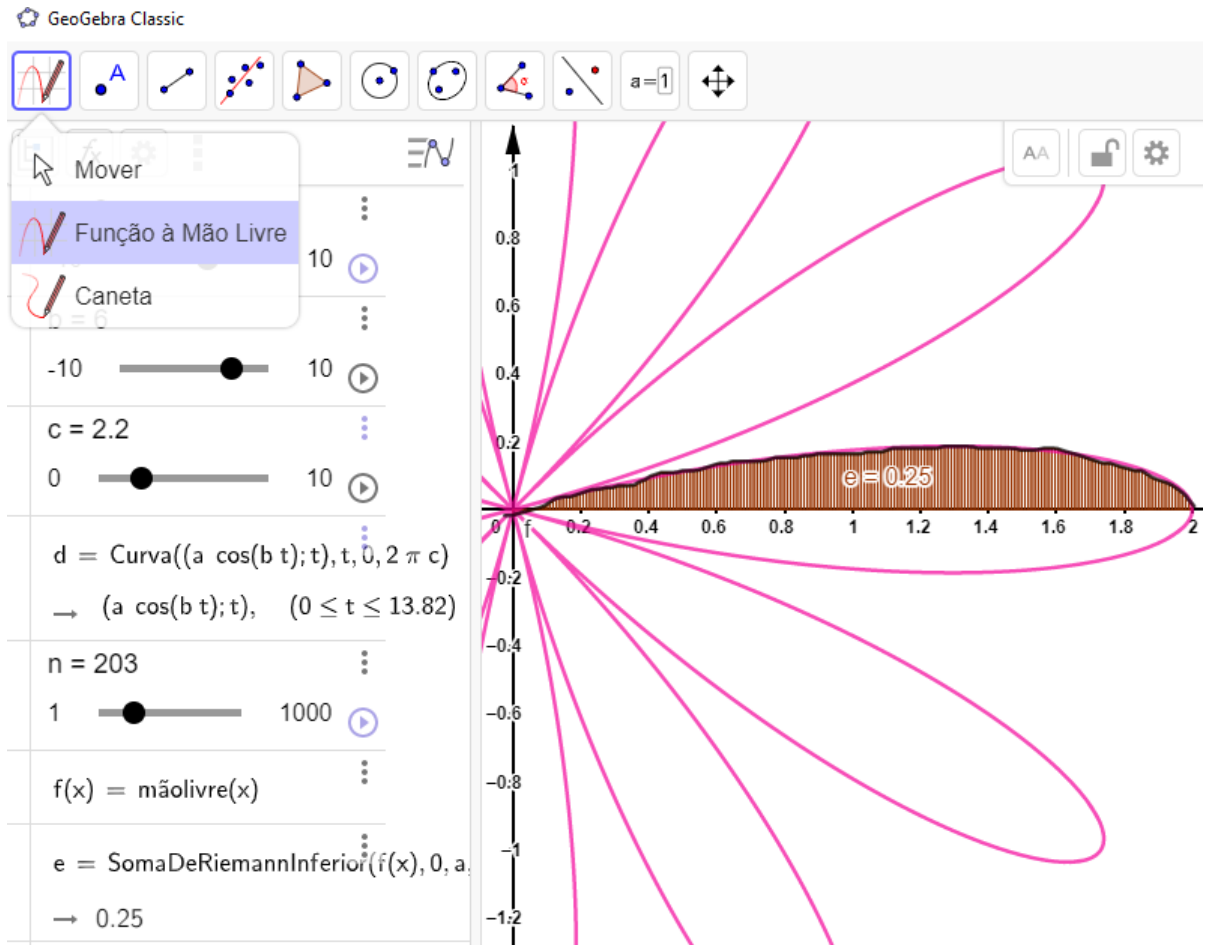 GeoGebra Classic
A
a=1
Mover
Função à Mão Livre
Caneta
10
b = 6
-10
10
c = 2.2
0
10
d = Curva((a cos(b t); t), t, 0, 2 π c)
→ (a cos(b t); t), (0 ≤ t ≤ 13.82)
n = 203
1
1000
f(x) = mãolivre(x)
e = SomaDeRiemannInferior(f(x), 0, a,
→ 0.25
AA
1
0.8
0.6
0.4
0.2
e = 0.25
0
f
0.2
0.4
0.6
0.8
1
1.2
1.4
1.6
1.8
2
−0.2
−0.4
−0.6
−0.8
−1
−1.2